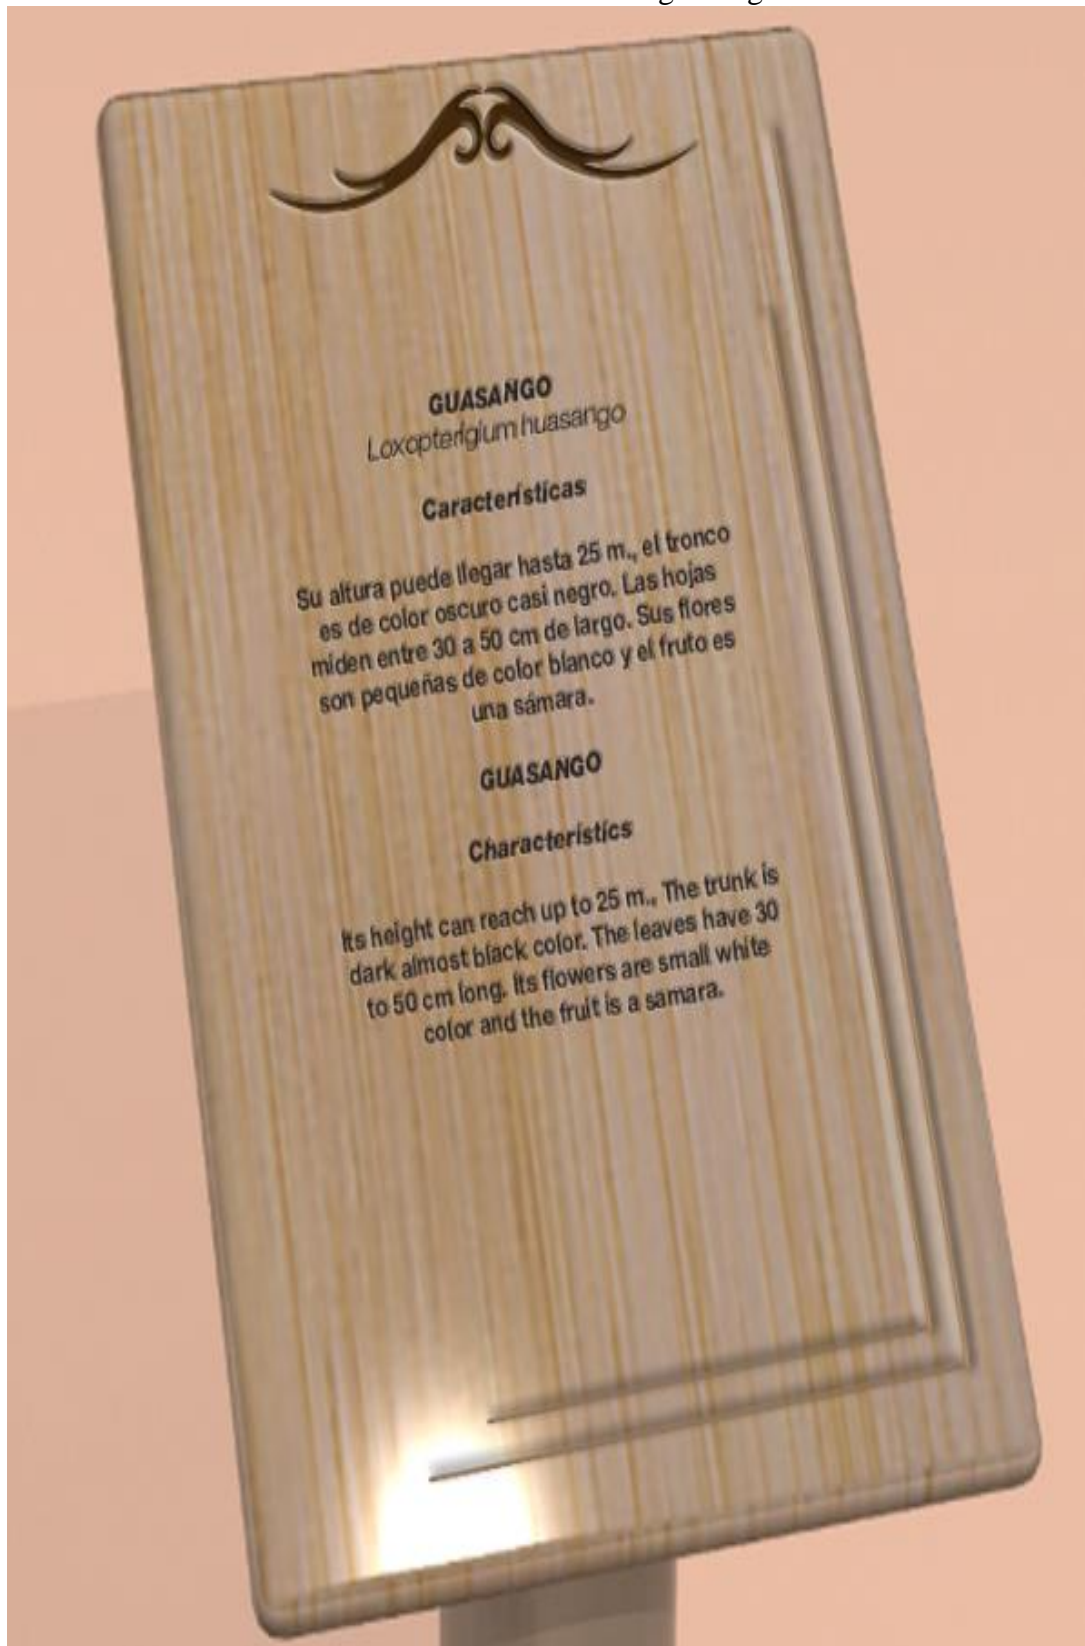 GUASANGO
Loxopterigium huasango
Características
Su altura puede llegar hasta 25 m., el tronco
es de color oscuro casi negro. Las hojas
miden entre 30 a 50 cm de largo. Sus flores
son pequeñas de color blanco y el fruto es
una sámara.
GUASANGO
Characteristics
Its height can reach up to 25 m., The trunk is
dark almost black color. The leaves have 30
to 50 cm long. Its flowers are small white
color and the fruit is a samara.